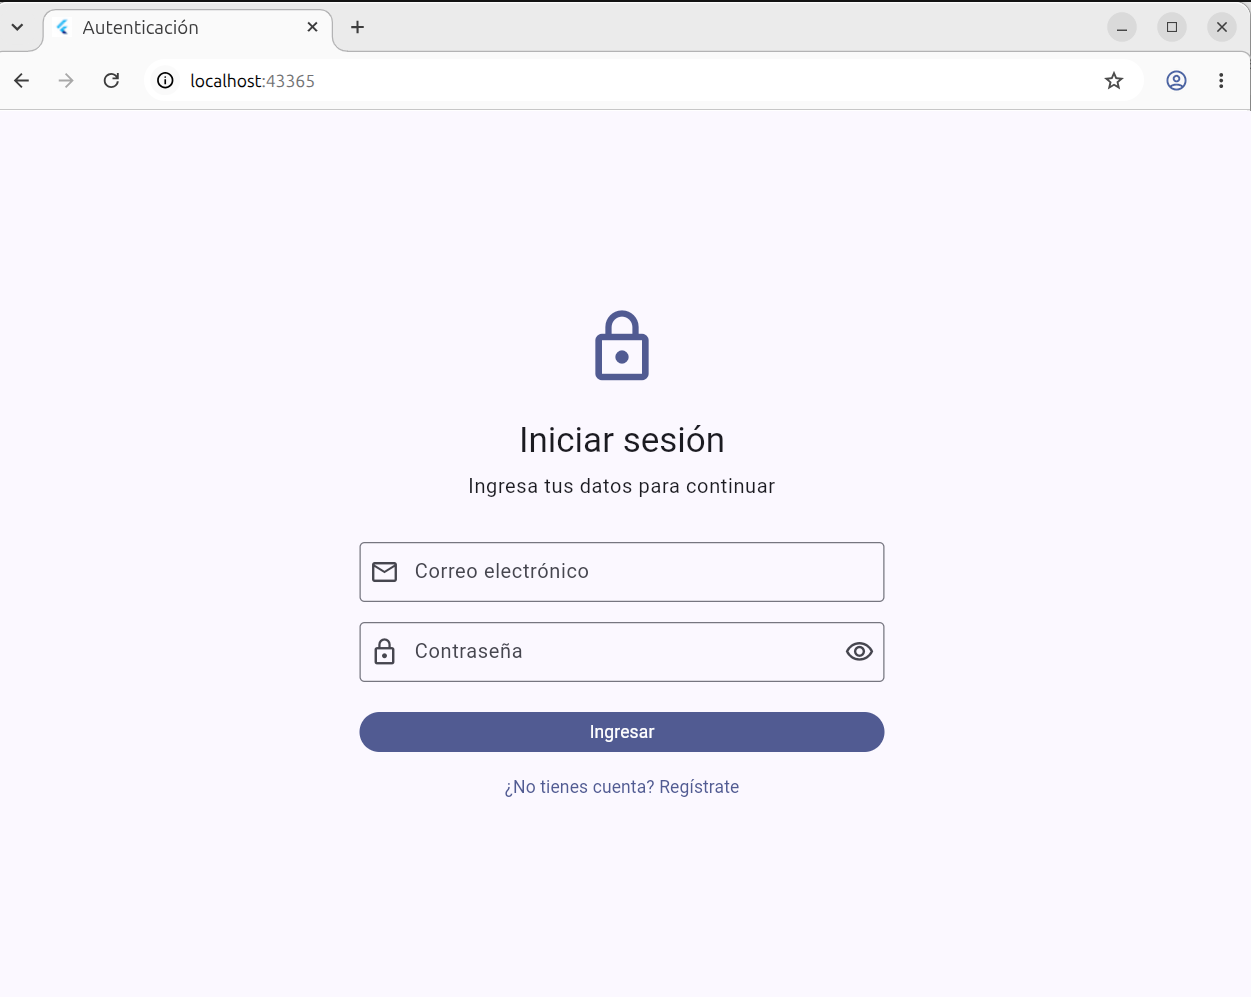 Autenticación
localhost:43365
Iniciar sesión
Ingresa tus datos para continuar
Correo electrónico
Contraseña
Ingresar
¿No tienes cuenta? Regístrate